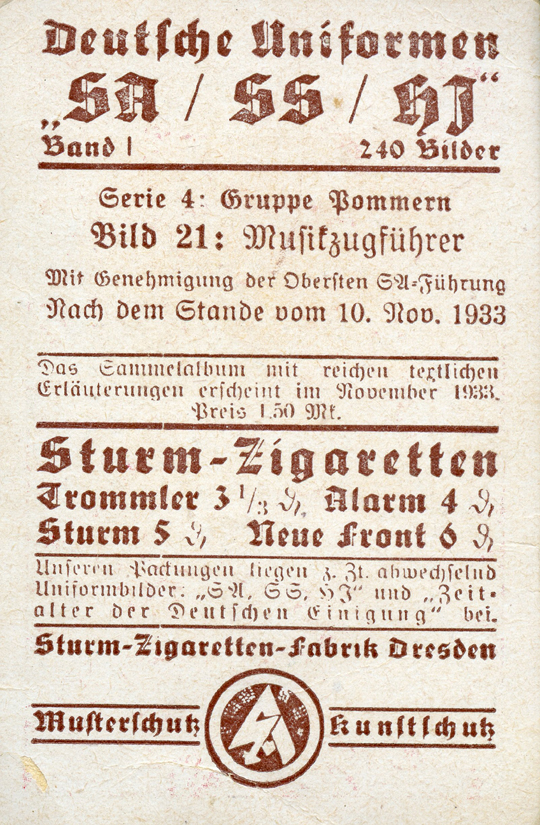 Deutsche Uniformen
„SA / SS / HJ“
Band 1 240 Bilder
Serie 4: Gruppe Pommern
Bild 21: Musikzugführer
Mit Genehmigung der Obersten SA-Führung
Nach dem Stande vom 10. Nov. 1933
Das Sammelalbum mit reichen textlichen
Erläuterungen erscheint im November 1933.
Preis 1.50 Mk.
Sturm-Zigaretten
Trommler 3 1/3 ₰, Alarm 4 ₰
Sturm 5 ₰, Neue Front 6 ₰
Unseren Packungen liegen z. Zt. abwechselnd
Uniformbilder: „SA, SS, HJ“ und „Zeit-
alter der Deutschen Einigung“ bei.
Sturm-Zigaretten-Fabrik Dresden
Musterschutz SA Kunstschutz